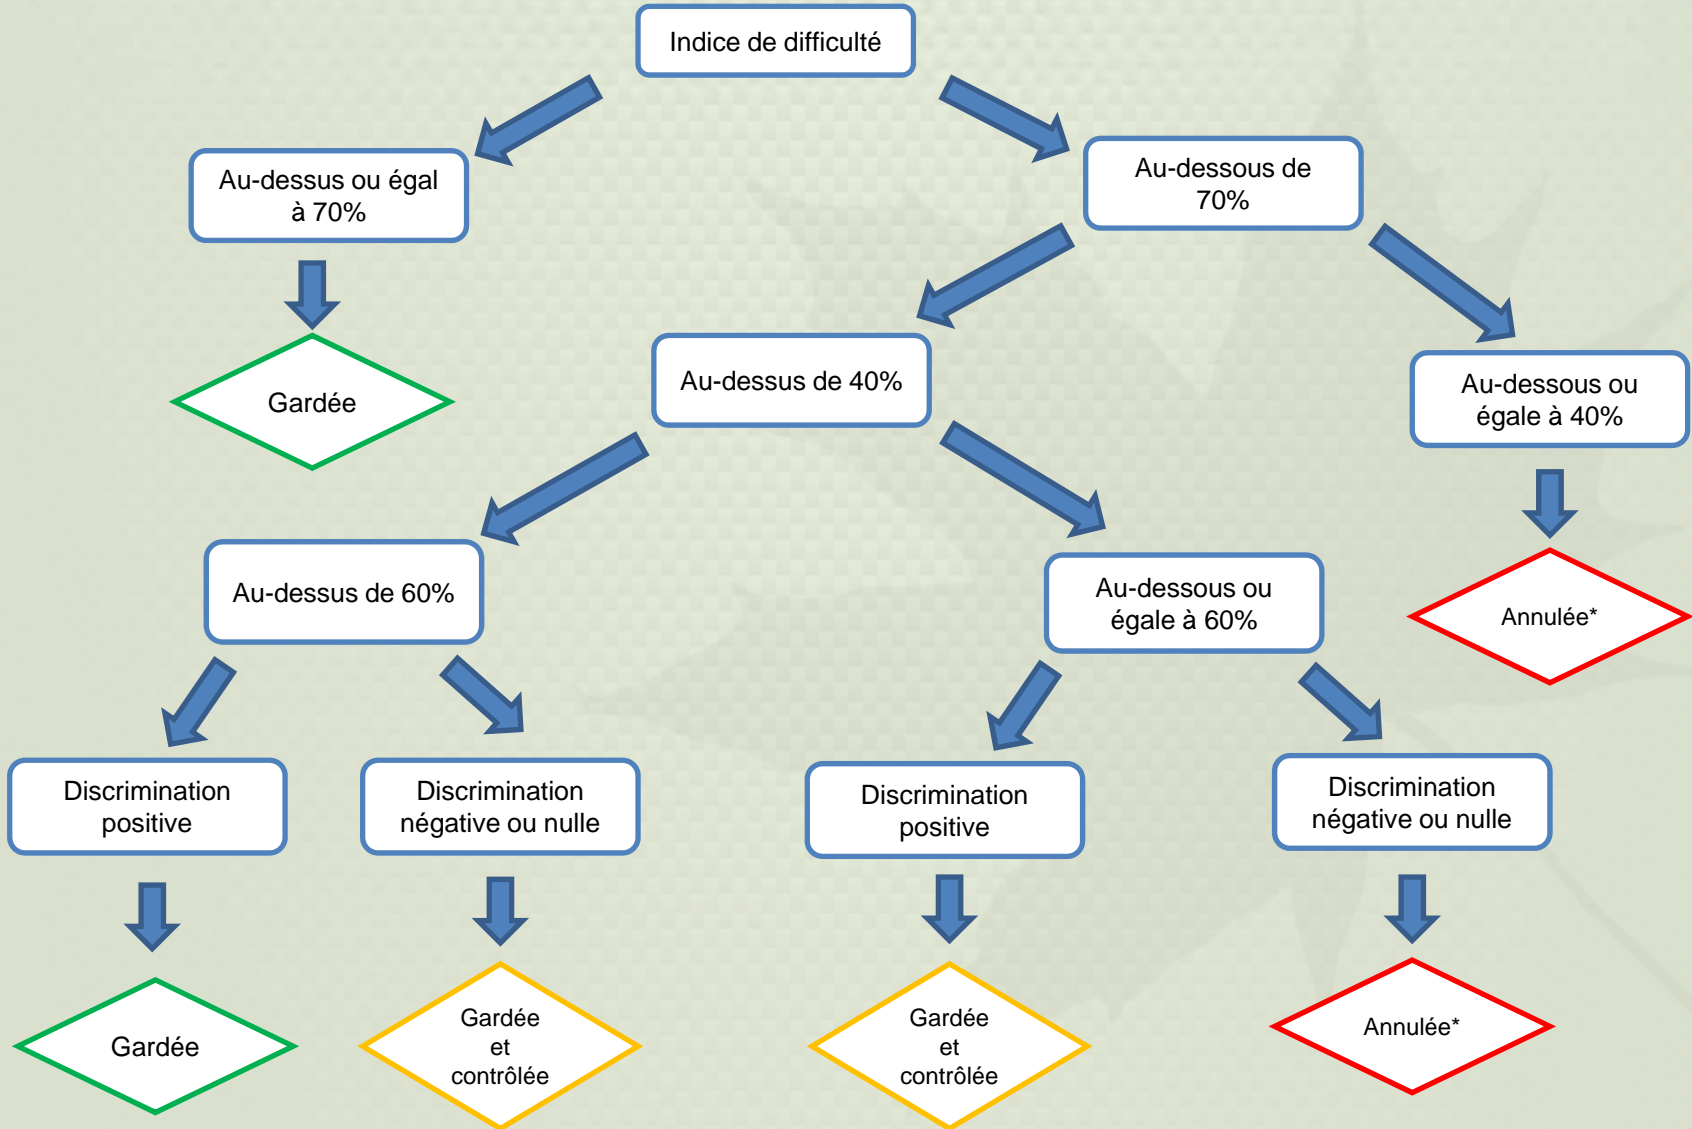 Indice de difficulté
Au-dessus ou égal
à 70%
Au-dessous de
70%
Gardée
Au-dessus de 40%
Au-dessous ou
égale à 40%
Au-dessus de 60%
Au-dessous ou
égale à 60%
Annulée*
Discrimination
positive
Discrimination
négative ou nulle
Discrimination
positive
Discrimination
négative ou nulle
Gardée
Gardée
et
contrôlée
Gardée
et
contrôlée
Annulée*